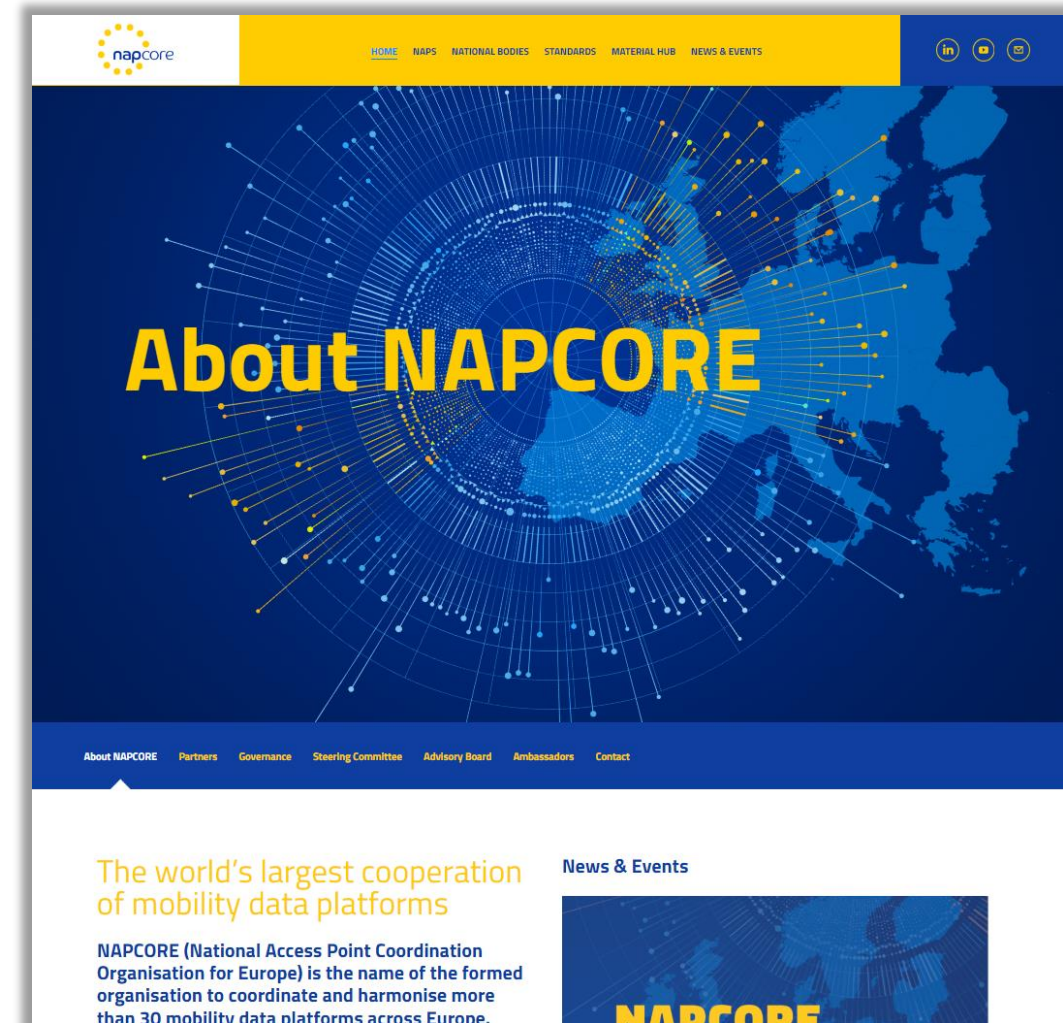 napcore
HOME NAPS NATIONAL BODIES STANDARDS MATERIAL HUB NEWS & EVENTS
in
About NAPCORE
About NAPCORE Partners Governance Steering Committee Advisory Board Ambassadors Contact
The world's largest cooperation
of mobility data platforms
NAPCORE (National Access Point Coordination
Organisation for Europe) is the name of the formed
organisation to coordinate and harmonise more
than 30 mobility data platforms across Europe.
News & Events
NAPCORE